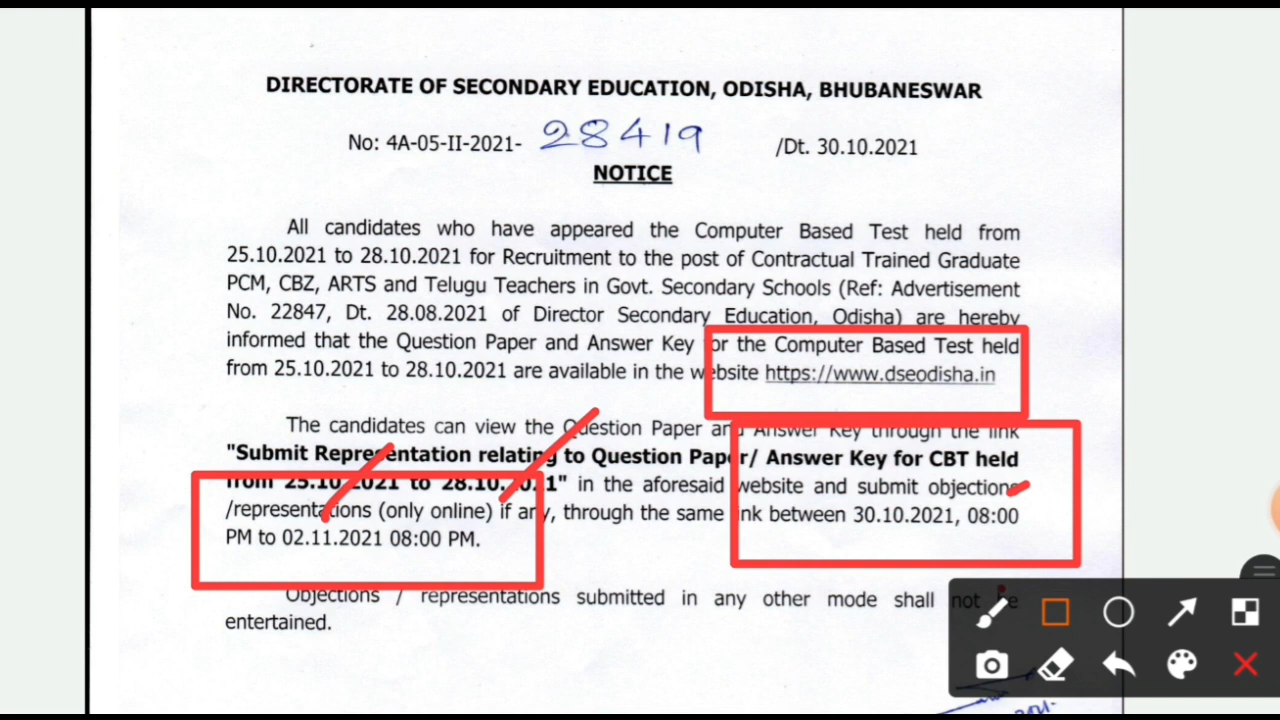 DIRECTORATE OF SECONDARY EDUCATION, ODISHA, BHUBANESWAR
No: 4A-05-II-2021- 28419 /Dt. 30.10.2021
NOTICE
All candidates who have appeared the Computer Based Test held from
25.10.2021 to 28.10.2021 for Recruitment to the post of Contractual Trained Graduate
PCM, CBZ, ARTS and Telugu Teachers in Govt. Secondary Schools (Ref: Advertisement
No. 22847, Dt. 28.08.2021 of Director Secondary Education, Odisha) are hereby
informed that the Question Paper and Answer Key for the Computer Based Test held
from 25.10.2021 to 28.10.2021 are available in the website https://www.dseodisha.in
The candidates can view the Question Paper and Answer Key through the link
"Submit Representation relating to Question Paper/ Answer Key for CBT held
from 25.10.2021 to 28.10.2021" in the aforesaid website and submit objections
/representations (only online) if any, through the same link between 30.10.2021, 08:00
PM to 02.11.2021 08:00 PM.
Objections / representations submitted in any other mode shall not be
entertained.